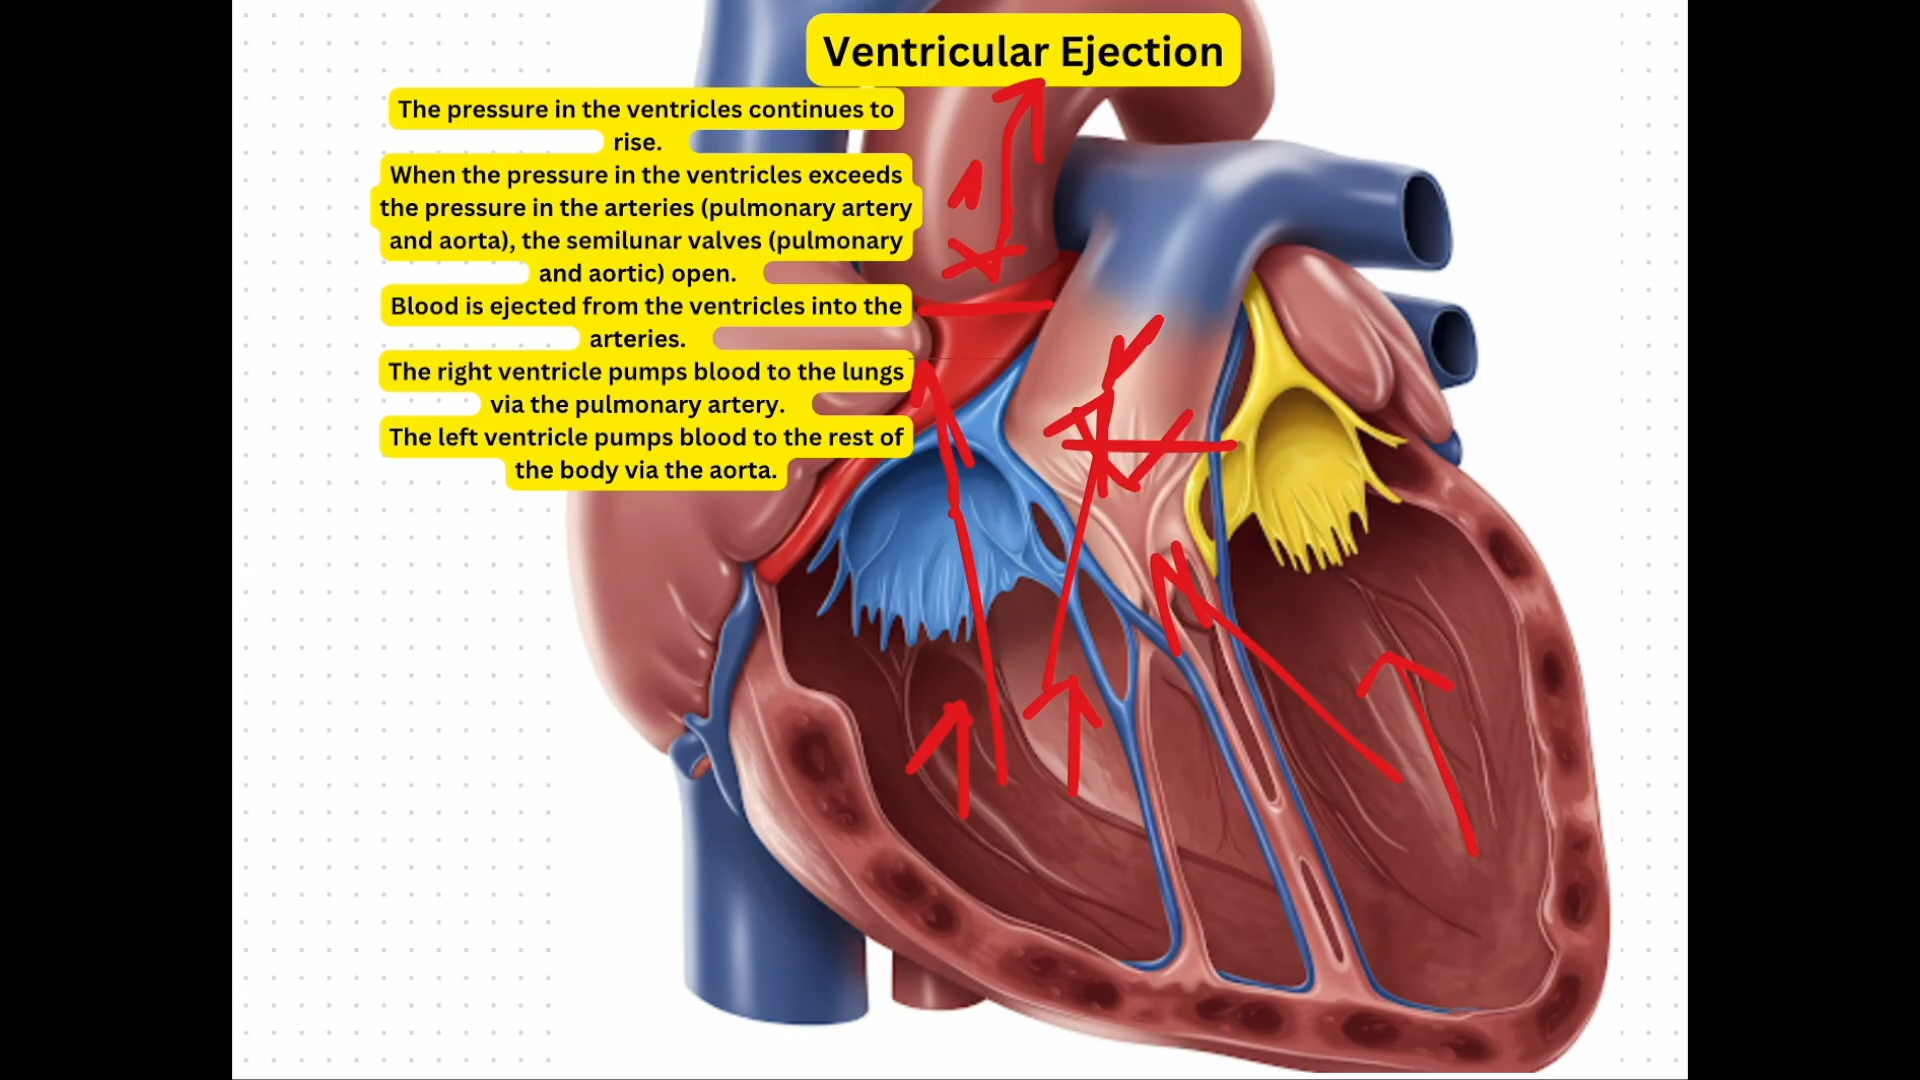 Ventricular Ejection
The pressure in the ventricles continues to
rise.
When the pressure in the ventricles exceeds
the pressure in the arteries (pulmonary artery
and aorta), the semilunar valves (pulmonary
and aortic) open.
Blood is ejected from the ventricles into the
arteries.
The right ventricle pumps blood to the lungs
via the pulmonary artery.
The left ventricle pumps blood to the rest of
the body via the aorta.